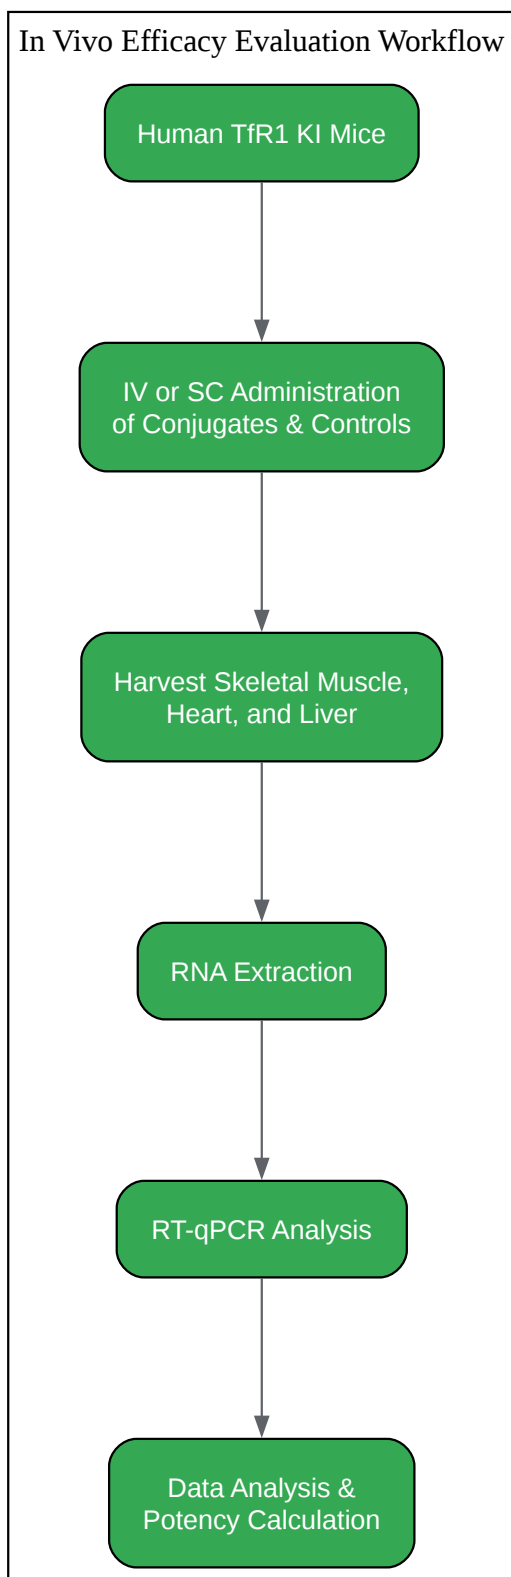 In Vivo Efficacy Evaluation Workflow
Human TfR1 KI Mice
IV or SC Administration
of Conjugates & Controls
Harvest Skeletal Muscle,
Heart, and Liver
RNA Extraction
RT-qPCR Analysis
Data Analysis &
Potency Calculation